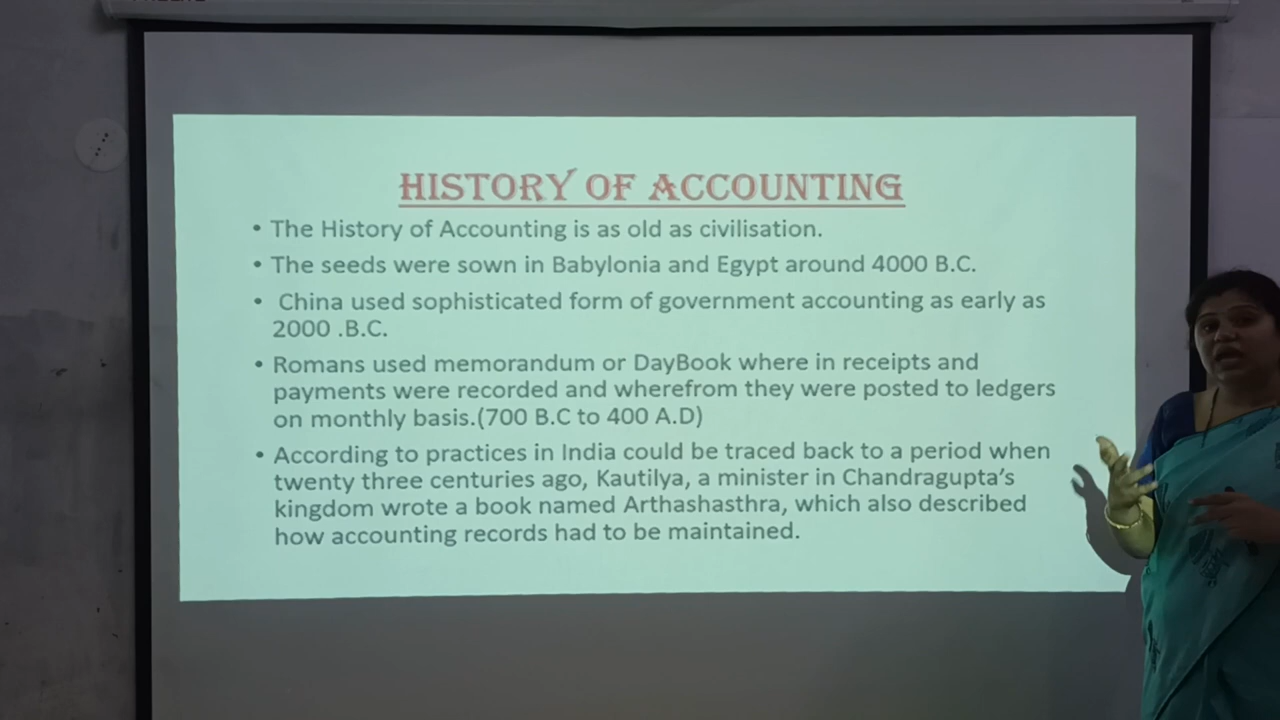 HISTORY OF ACCOUNTING
• The History of Accounting is as old as civilisation.
• The seeds were sown in Babylonia and Egypt around 4000 B.C.
• China used sophisticated form of government accounting as early as
2000 .B.C.
• Romans used memorandum or DayBook where in receipts and
payments were recorded and wherefrom they were posted to ledgers
on monthly basis.(700 B.C to 400 A.D)
• According to practices in India could be traced back to a period when
twenty three centuries ago, Kautilya, a minister in Chandragupta's
kingdom wrote a book named Arthashasthra, which also described
how accounting records had to be maintained.